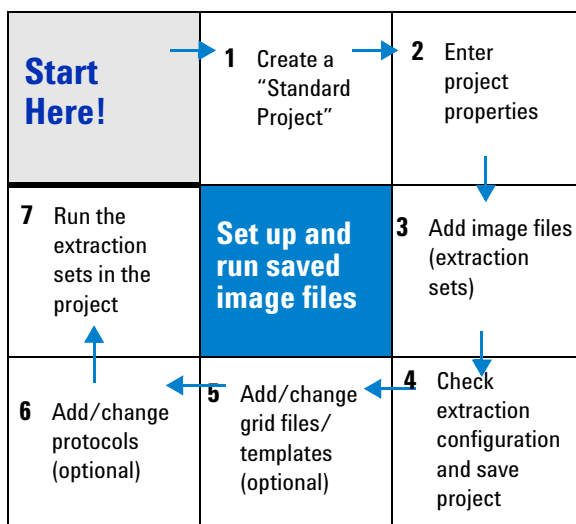 Start
Here!
1 Create a
“Standard
Project”
2 Enter
project
properties
7 Run the
extraction
sets in the
project
Set up and
run saved
image files
3 Add image files
(extraction
sets)
6 Add/change
protocols
(optional)
5 Add/change
grid files/
templates
(optional)
4 Check
extraction
configuration
and save
project